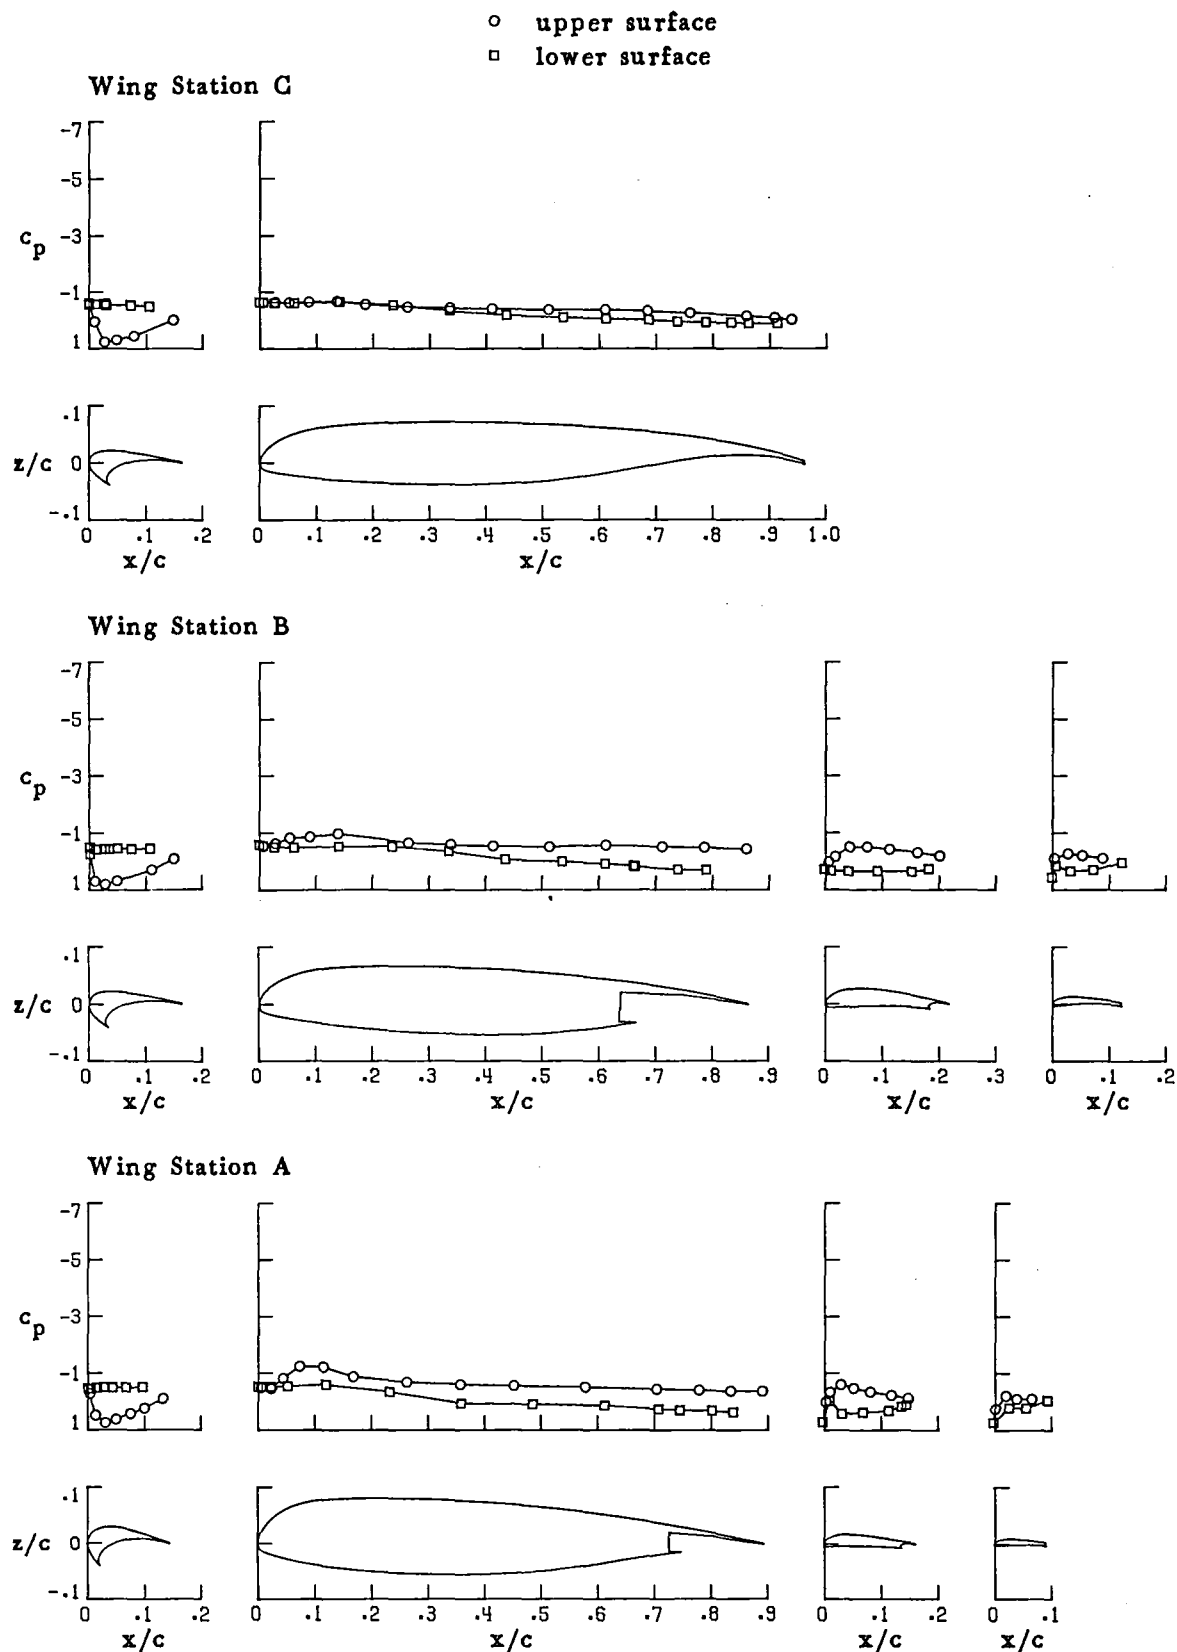 upper surface
lower surface
Wing Station C
-7
-5
c_p -3
-1
1
.1
z/c 0
-.1
0 .1 .2 0 .1 .2 .3 .4 .5 .6 .7 .8 .9 1.0
x/c x/c
Wing Station B
-7
-5
c_p -3
-1
1
.1
z/c 0
-.1
0 .1 .2 0 .1 .2 .3 .4 .5 .6 .7 .8 .9 0 .1 .2 .3 0 .1 .2
x/c x/c x/c x/c
Wing Station A
-7
-5
c_p -3
-1
1
.1
z/c 0
-.1
0 .1 .2 0 .1 .2 .3 .4 .5 .6 .7 .8 .9 0 .1 .2 0 .1
x/c x/c x/c x/c